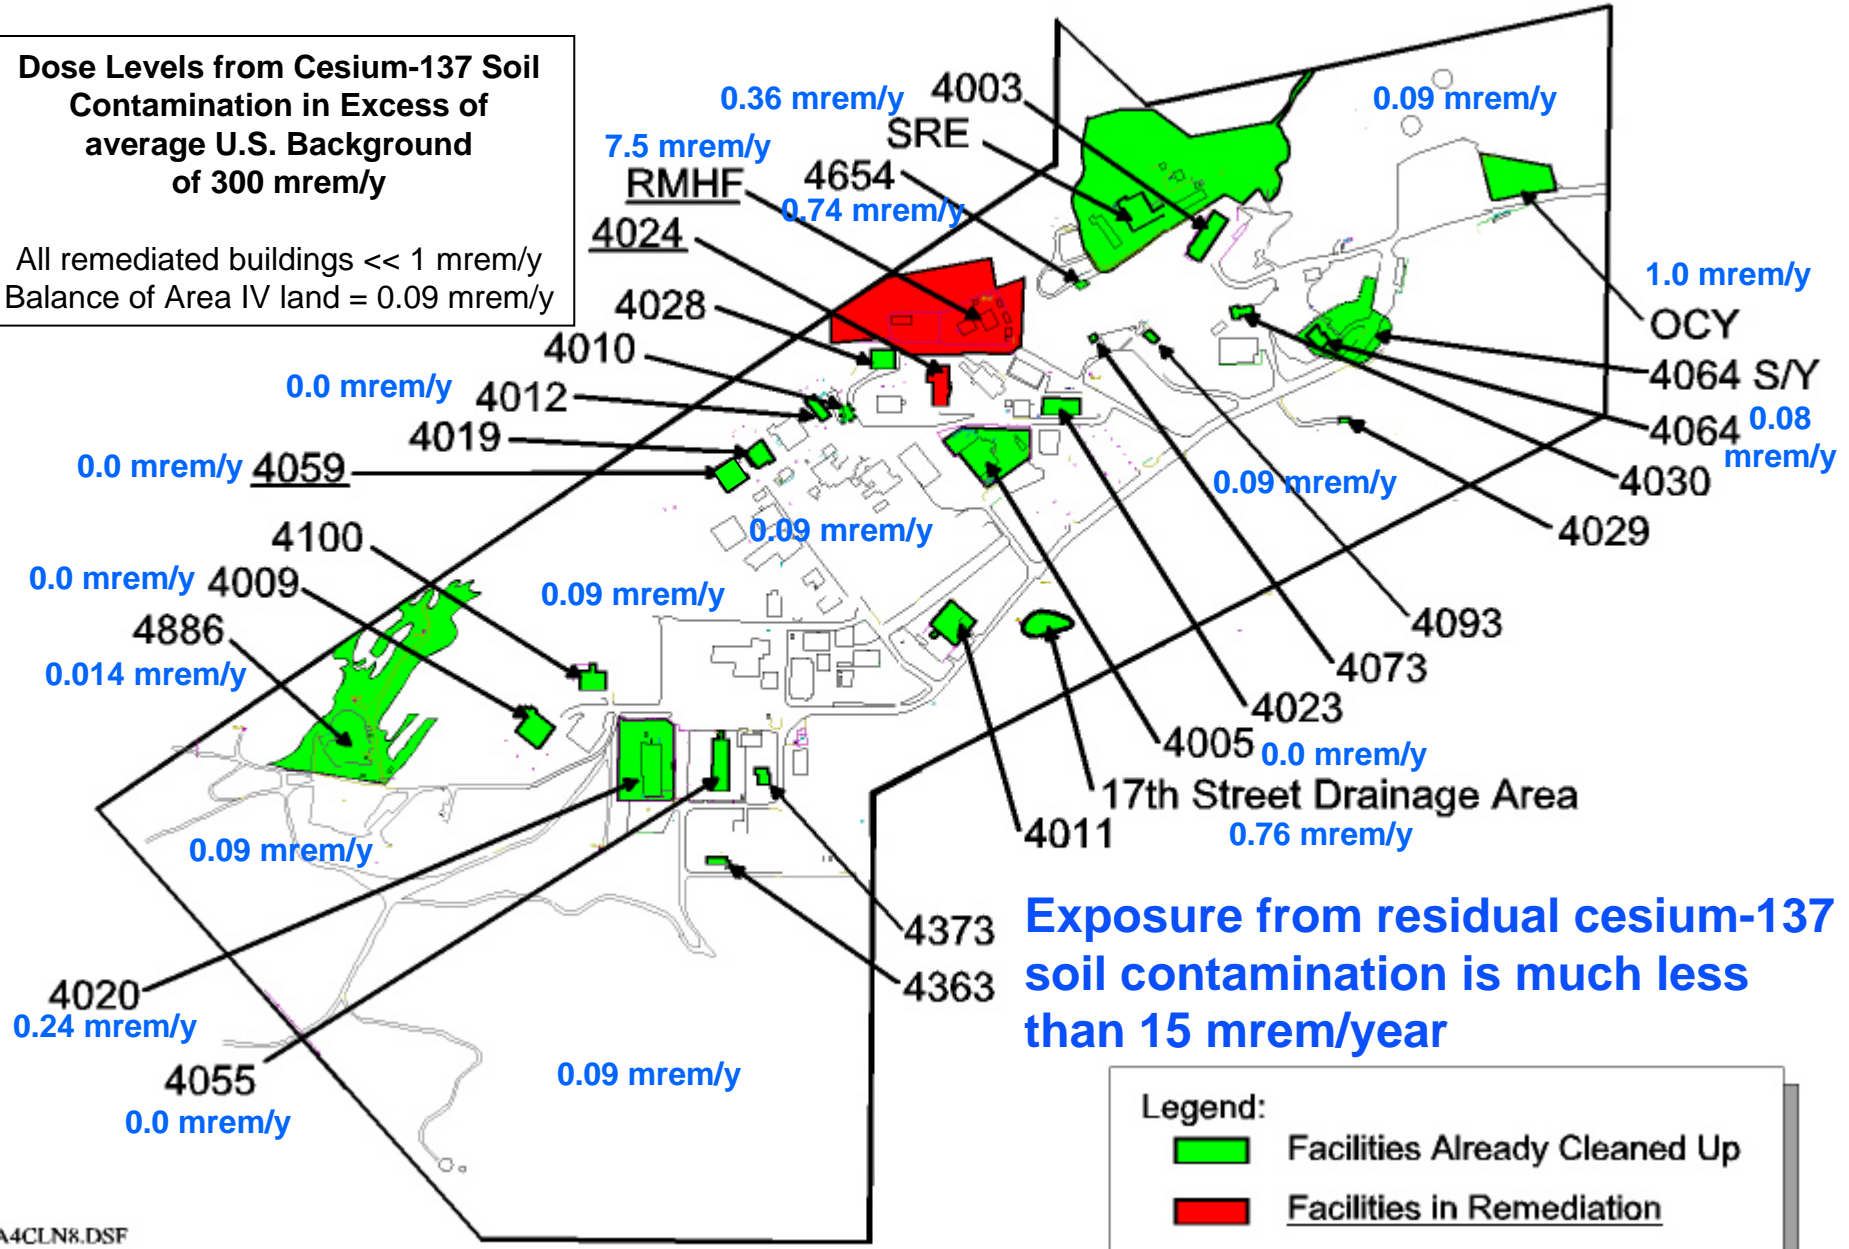 Dose Levels from Cesium-137 Soil
Contamination in Excess of
average U.S. Background
of 300 mrem/y
All remediated buildings << 1 mrem/y
Balance of Area IV land = 0.09 mrem/y
0.36 mrem/y
4003
0.09 mrem/y
SRE
7.5 mrem/y
RMHF
4654
0.74 mrem/y
4024
4028
4010
0.0 mrem/y
4012
4019
0.0 mrem/y
4059
1.0 mrem/y
OCY
4064 S/Y
4064
0.08
mrem/y
4030
4029
0.09 mrem/y
0.09 mrem/y
4100
0.0 mrem/y
4009
0.09 mrem/y
4886
0.014 mrem/y
4093
4073
4023
4005
0.0 mrem/y
17th Street Drainage Area
0.76 mrem/y
4011
0.09 mrem/y
4373
4363
4020
0.24 mrem/y
4055
0.0 mrem/y
0.09 mrem/y
Exposure from residual cesium-137
soil contamination is much less
than 15 mrem/year
Legend:
Facilities Already Cleaned Up
Facilities in Remediation
A4CLN8.DSF